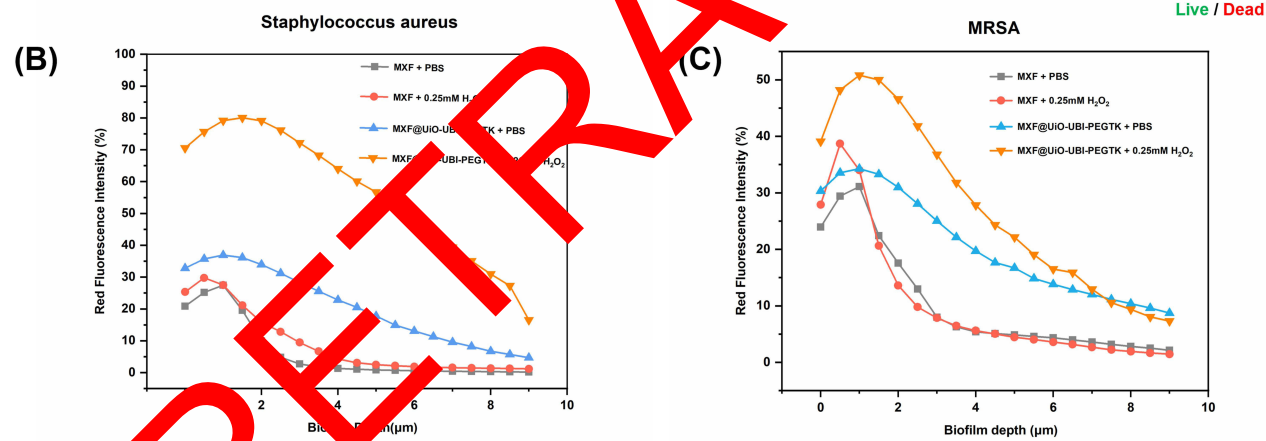 Live / Dead
Staphylococcus aureus
(B)
100
90
80
70
60
50
40
30
20
10
0
Red Fluorescence Intensity (%)
MXF + PBS
MXF + 0.25mM
MXF@UiO-UBI-PEGTK + PBS
H₂O₂
2
4
6
8
10
(µm)
MRSA
(C)
50
40
30
20
10
0
Red Fluorescence Intensity (%)
MXF + PBS
MXF + 0.25mM H₂O₂
MXF@UiO-UBI-PEGTK + PBS
MXF@UiO-UBI-PEGTK + 0.25mM H₂O₂
0
2
4
6
8
10
Biofilm depth (µm)
RETRA